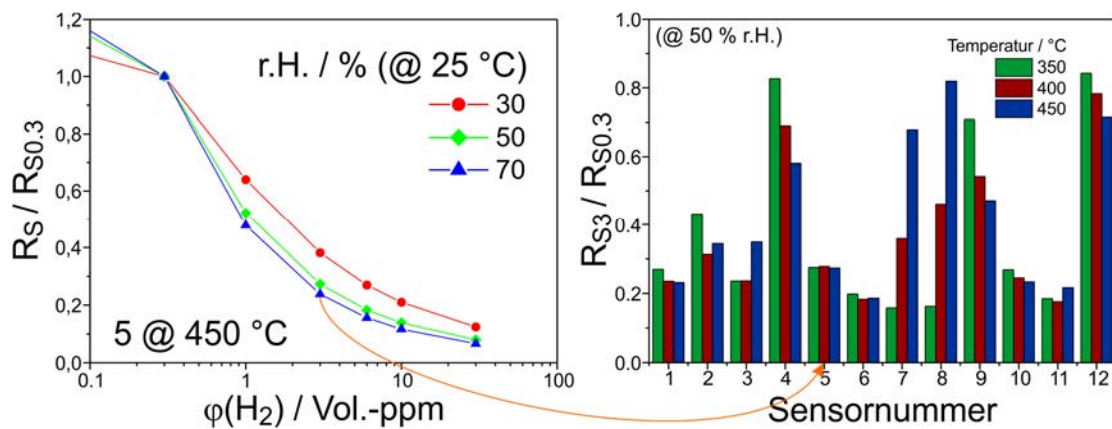 1,2
1,0
0,8
0,6
0,4
0,2
0,0
R_S / R_S0.3
r.H. / % (@ 25 °C)
30
50
70
5 @ 450 °C
0.1 1 10 100
φ(H₂) / Vol.-ppm
1.0
0.8
0.6
0.4
0.2
0.0
R_S3 / R_S0.3
(@ 50 % r.H.)
Temperatur / °C
350
400
450
1 2 3 4 5 6 7 8 9 10 11 12
Sensornummer